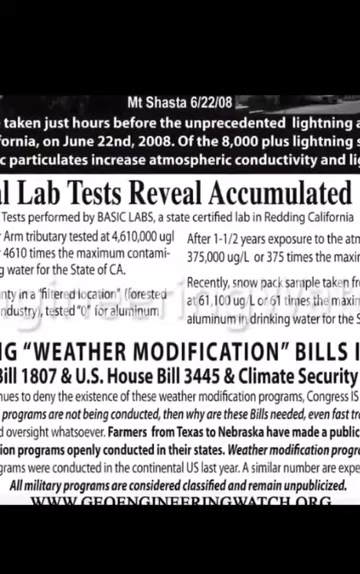 Mt Shasta 6/22/08
taken just hours before the unprecedented lightning a
fornia, on June 22nd, 2008. Of the 8,000 plus lightning s
c particulates increase atmospheric conductivity and li
l Lab Tests Reveal Accumulated
Tests performed by BASIC LABS, a state certified lab in Redding California
Arm tributary tested at 4,610,000 ugl
4610 times the maximum contami-
g water for the State of CA.
nty in a "filtered location" (forested
ndustry), tested "0" for aluminum
After 1-1/2 years exposure to the atm
375,000 ug/L or 375 times the maxim
Recently, snow pack sample taken fro
at 61,100 ug/L or 61 times the maxim
aluminum in drinking water for the S
NG "WEATHER MODIFICATION" BILLS I
Bill 1807 & U.S. House Bill 3445 & Climate Security
nues to deny the existence of these weather modification programs, Congress IS
programs are not being conducted, then why are these Bills needed, even fast tra
d oversight whatsoever. Farmers from Texas to Nebraska have made a public
tion programs openly conducted in their states. Weather modification progra
grams were conducted in the continental US last year. A similar number are expe
All military programs are considered classified and remain unpublicized.
WWW.GEOENGINEERINGWATCH.ORG